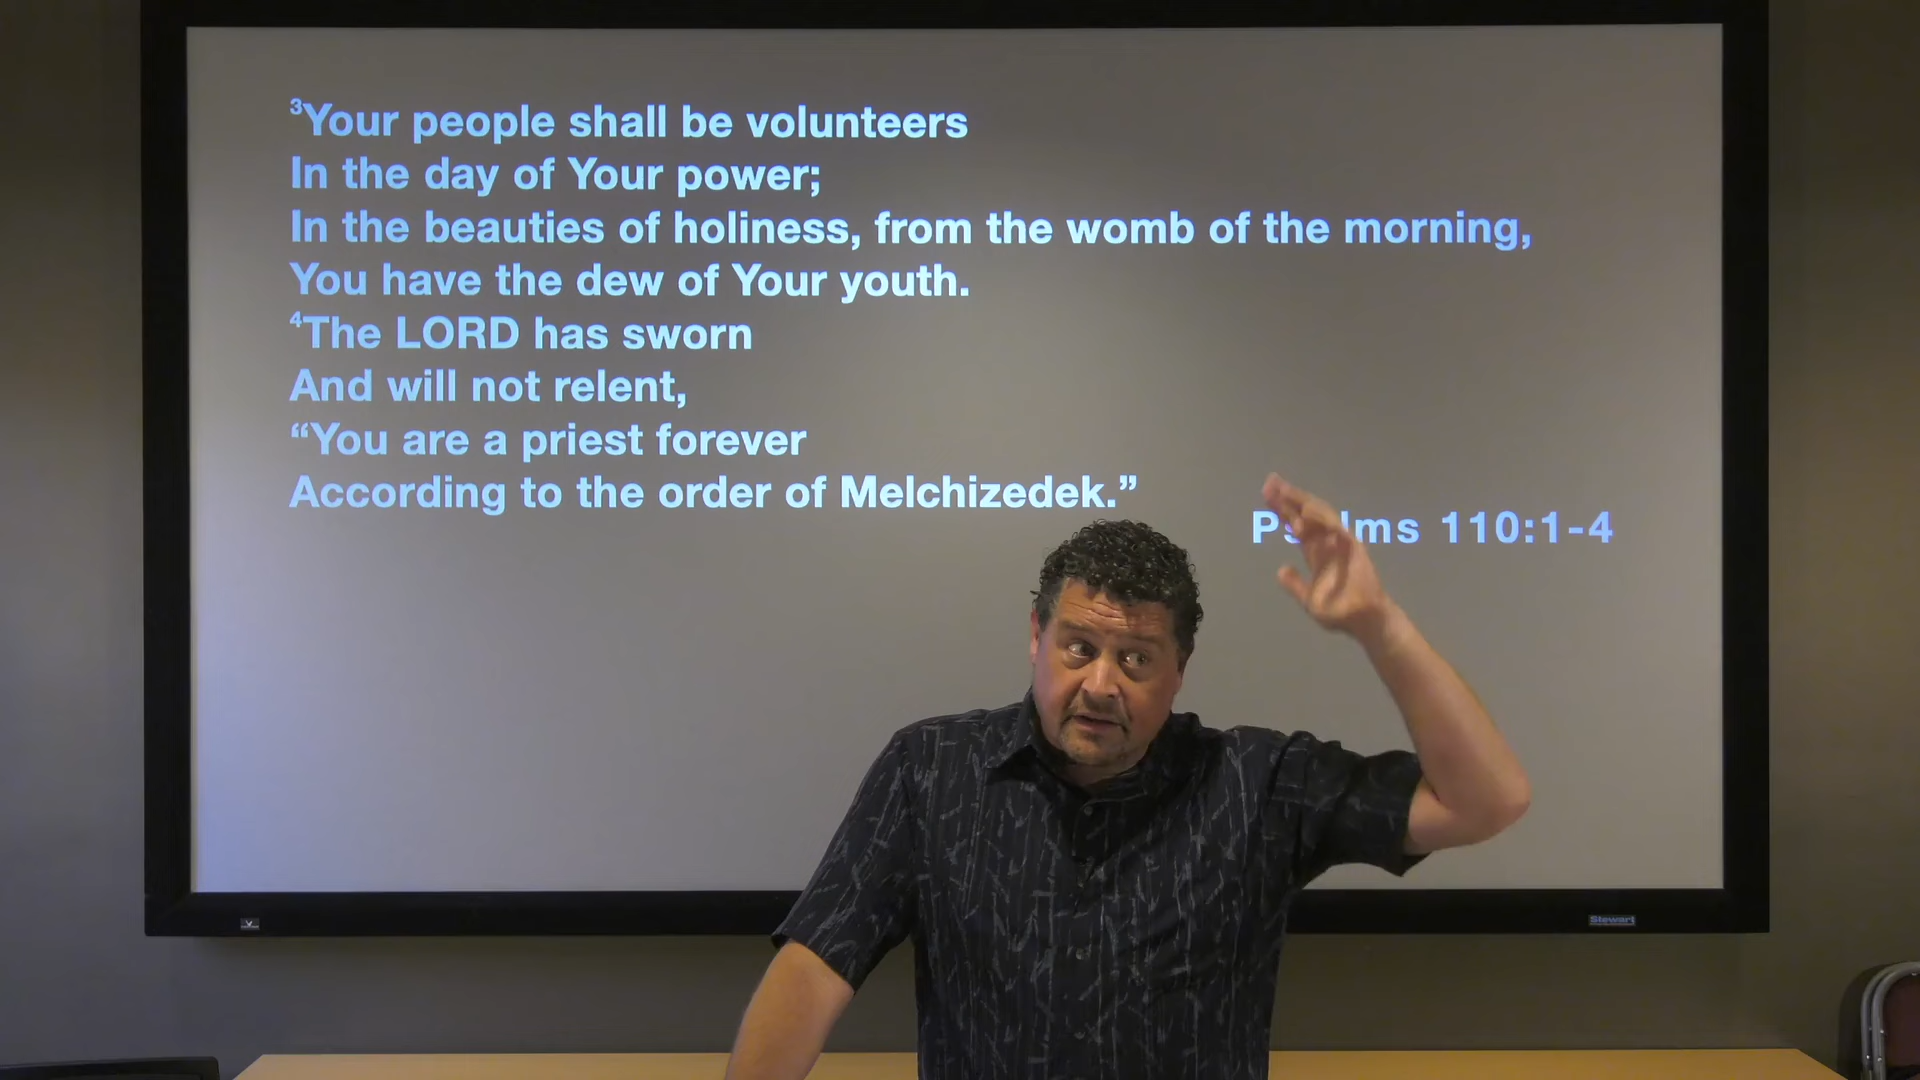 ³Your people shall be volunteers
In the day of Your power;
In the beauties of holiness, from the womb of the morning,
You have the dew of Your youth.
⁴The LORD has sworn
And will not relent,
“You are a priest forever
According to the order of Melchizedek.”
Psalms 110:1-4
Stewart